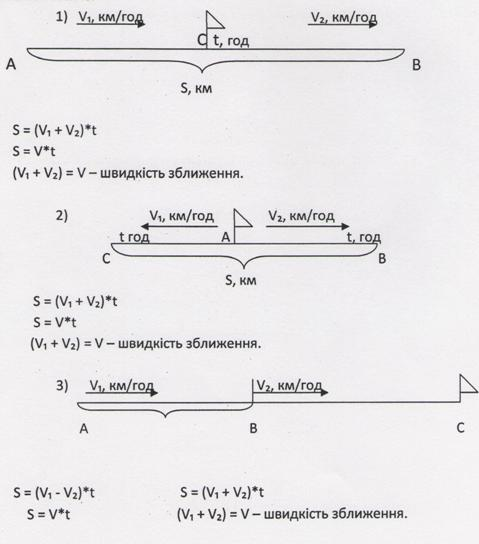 1) V₁, км/год V₂, км/год
C t, год
A B
S, км
S = (V₁ + V₂)*t
S = V*t
(V₁ + V₂) = V – швидкість зближення.
2) V₁, км/год V₂, км/год
t год A t, год
C B
S, км
S = (V₁ + V₂)*t
S = V*t
(V₁ + V₂) = V – швидкість зближення.
3) V₁, км/год V₂, км/год
A B C
S = (V₁ - V₂)*t S = (V₁ + V₂)*t
S = V*t (V₁ + V₂) = V – швидкість зближення.